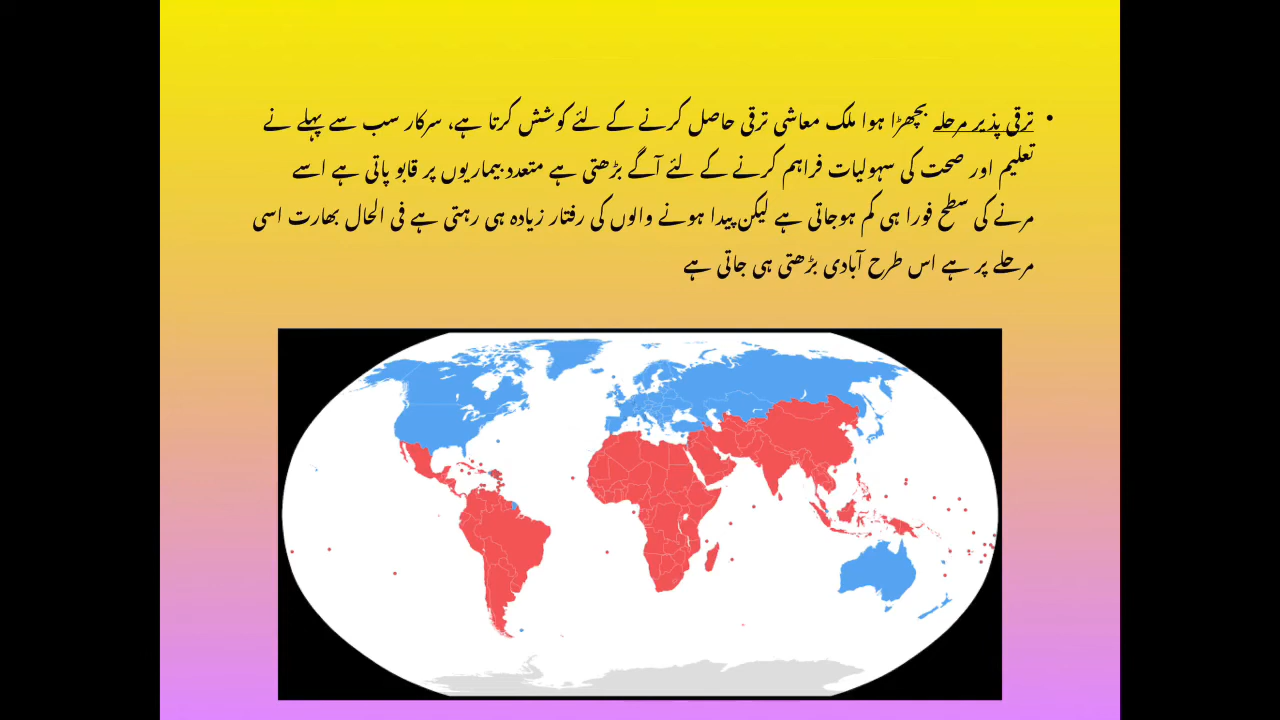 • ترقی پذیر مرحلے بچھڑا ہوا ملک معاشی ترقی حاصل کرنے کے لئے کوشش کرتا ہے، سرکار سب سے پہلے نے
تعلیم اور صحت کی سہولیات فراہم کرنے کے لئے آگے بڑھتی ہے متعدد بیماریوں پر قابو پاتی ہے اسے
مرنے کی سطح فورا ہی کم ہوجاتی ہے لیکن پیدا ہونے والوں کی رفتار زیادہ ہی رہتی ہے فی الحال بھارت اسی
مرحلے پر ہے اس طرح آبادی بڑھتی ہی جاتی ہے